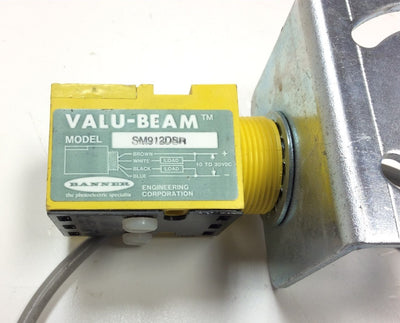 VALU-BEAM™
MODEL SM912DSR
BROWN +
WHITE LOAD
10 TO 30VDC
BLACK LOAD
BLUE -
BANNER
the photoelectric specialist
ENGINEERING
CORPORATION